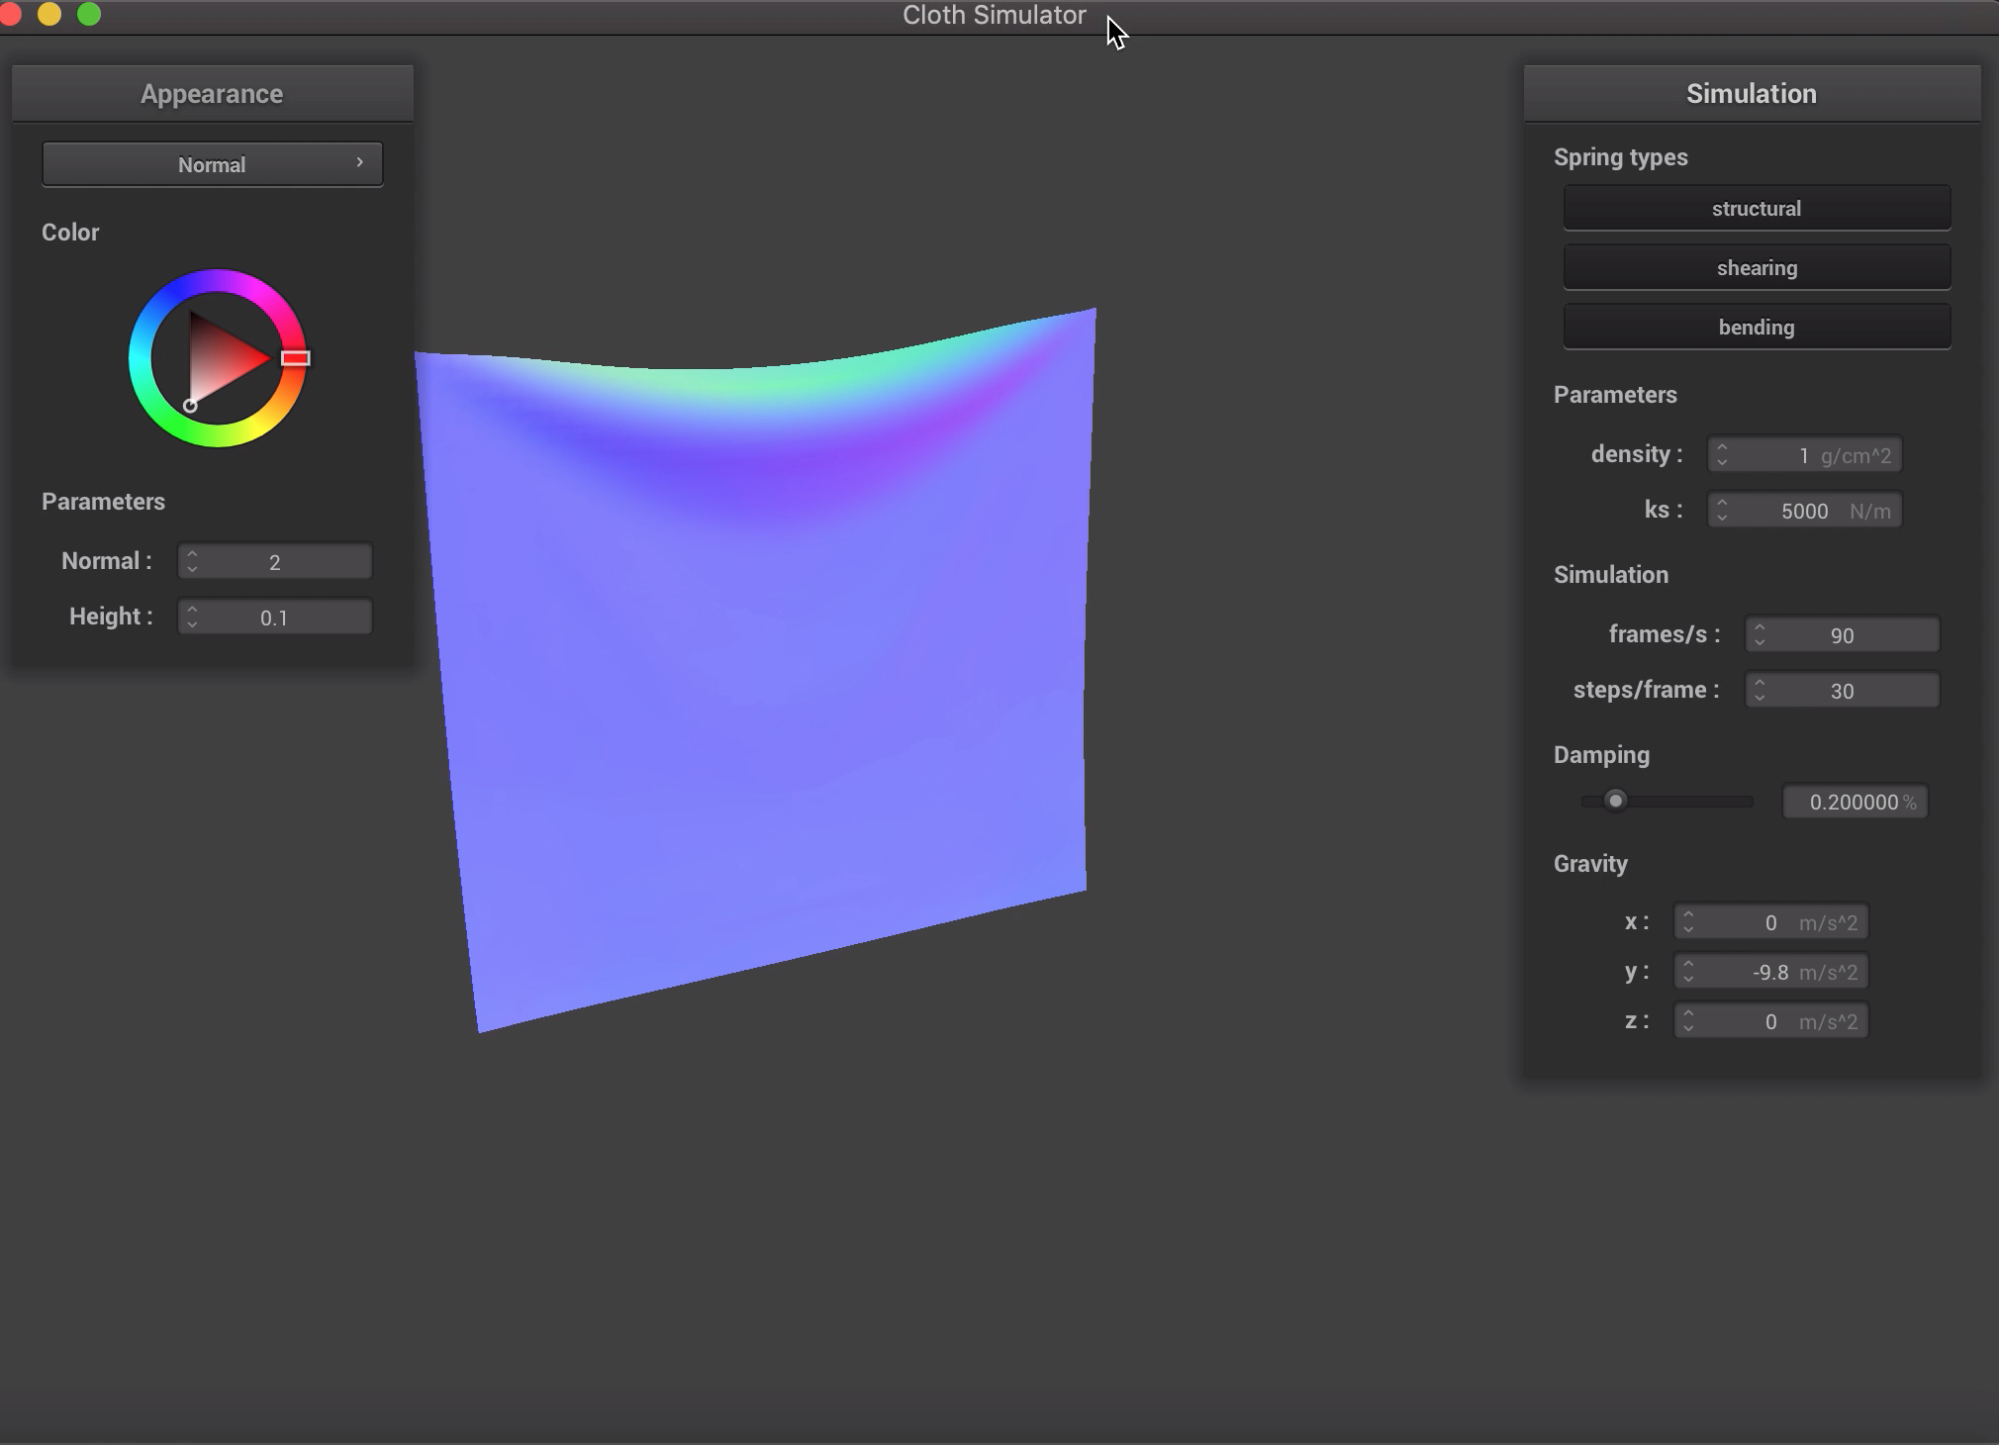 Cloth Simulator
Appearance
Normal
Color
Parameters
Normal : 2
Height : 0.1
Simulation
Spring types
structural
shearing
bending
Parameters
density : 1 g/cm^2
ks : 5000 N/m
Simulation
frames/s : 90
steps/frame : 30
Damping
0.200000 %
Gravity
x : 0 m/s^2
y : -9.8 m/s^2
z : 0 m/s^2